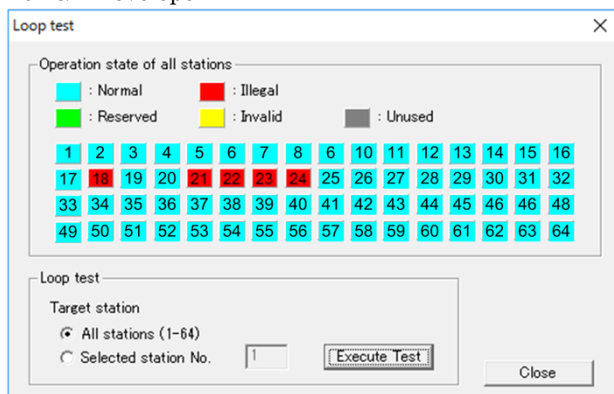 Loop test
Operation state of all stations
: Normal : Illegal
: Reserved : Invalid : Unused
1 2 3 4 5 6 7 8 6 10 11 12 13 14 15 16
17 18 19 20 21 22 23 24 25 26 27 28 29 30 31 32
33 34 35 36 37 38 39 40 41 42 43 44 45 46 46 48
49 50 51 52 53 54 55 56 57 58 59 60 61 62 63 64
Loop test
Target station
All stations (1-64)
Selected station No. 1 Execute Test
Close